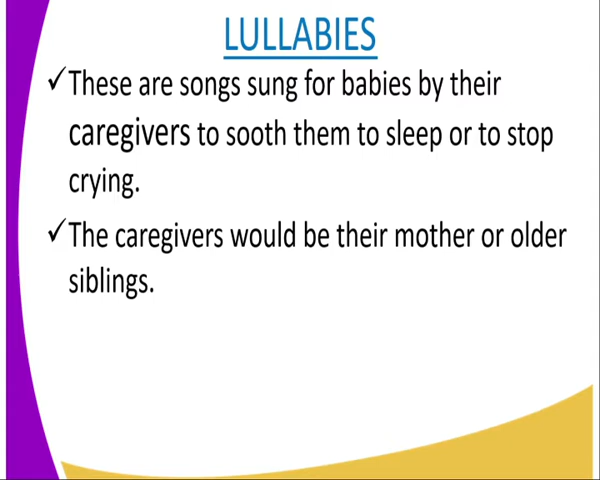 LULLABIES
✓These are songs sung for babies by their
caregivers to sooth them to sleep or to stop
crying.
✓The caregivers would be their mother or older
siblings.